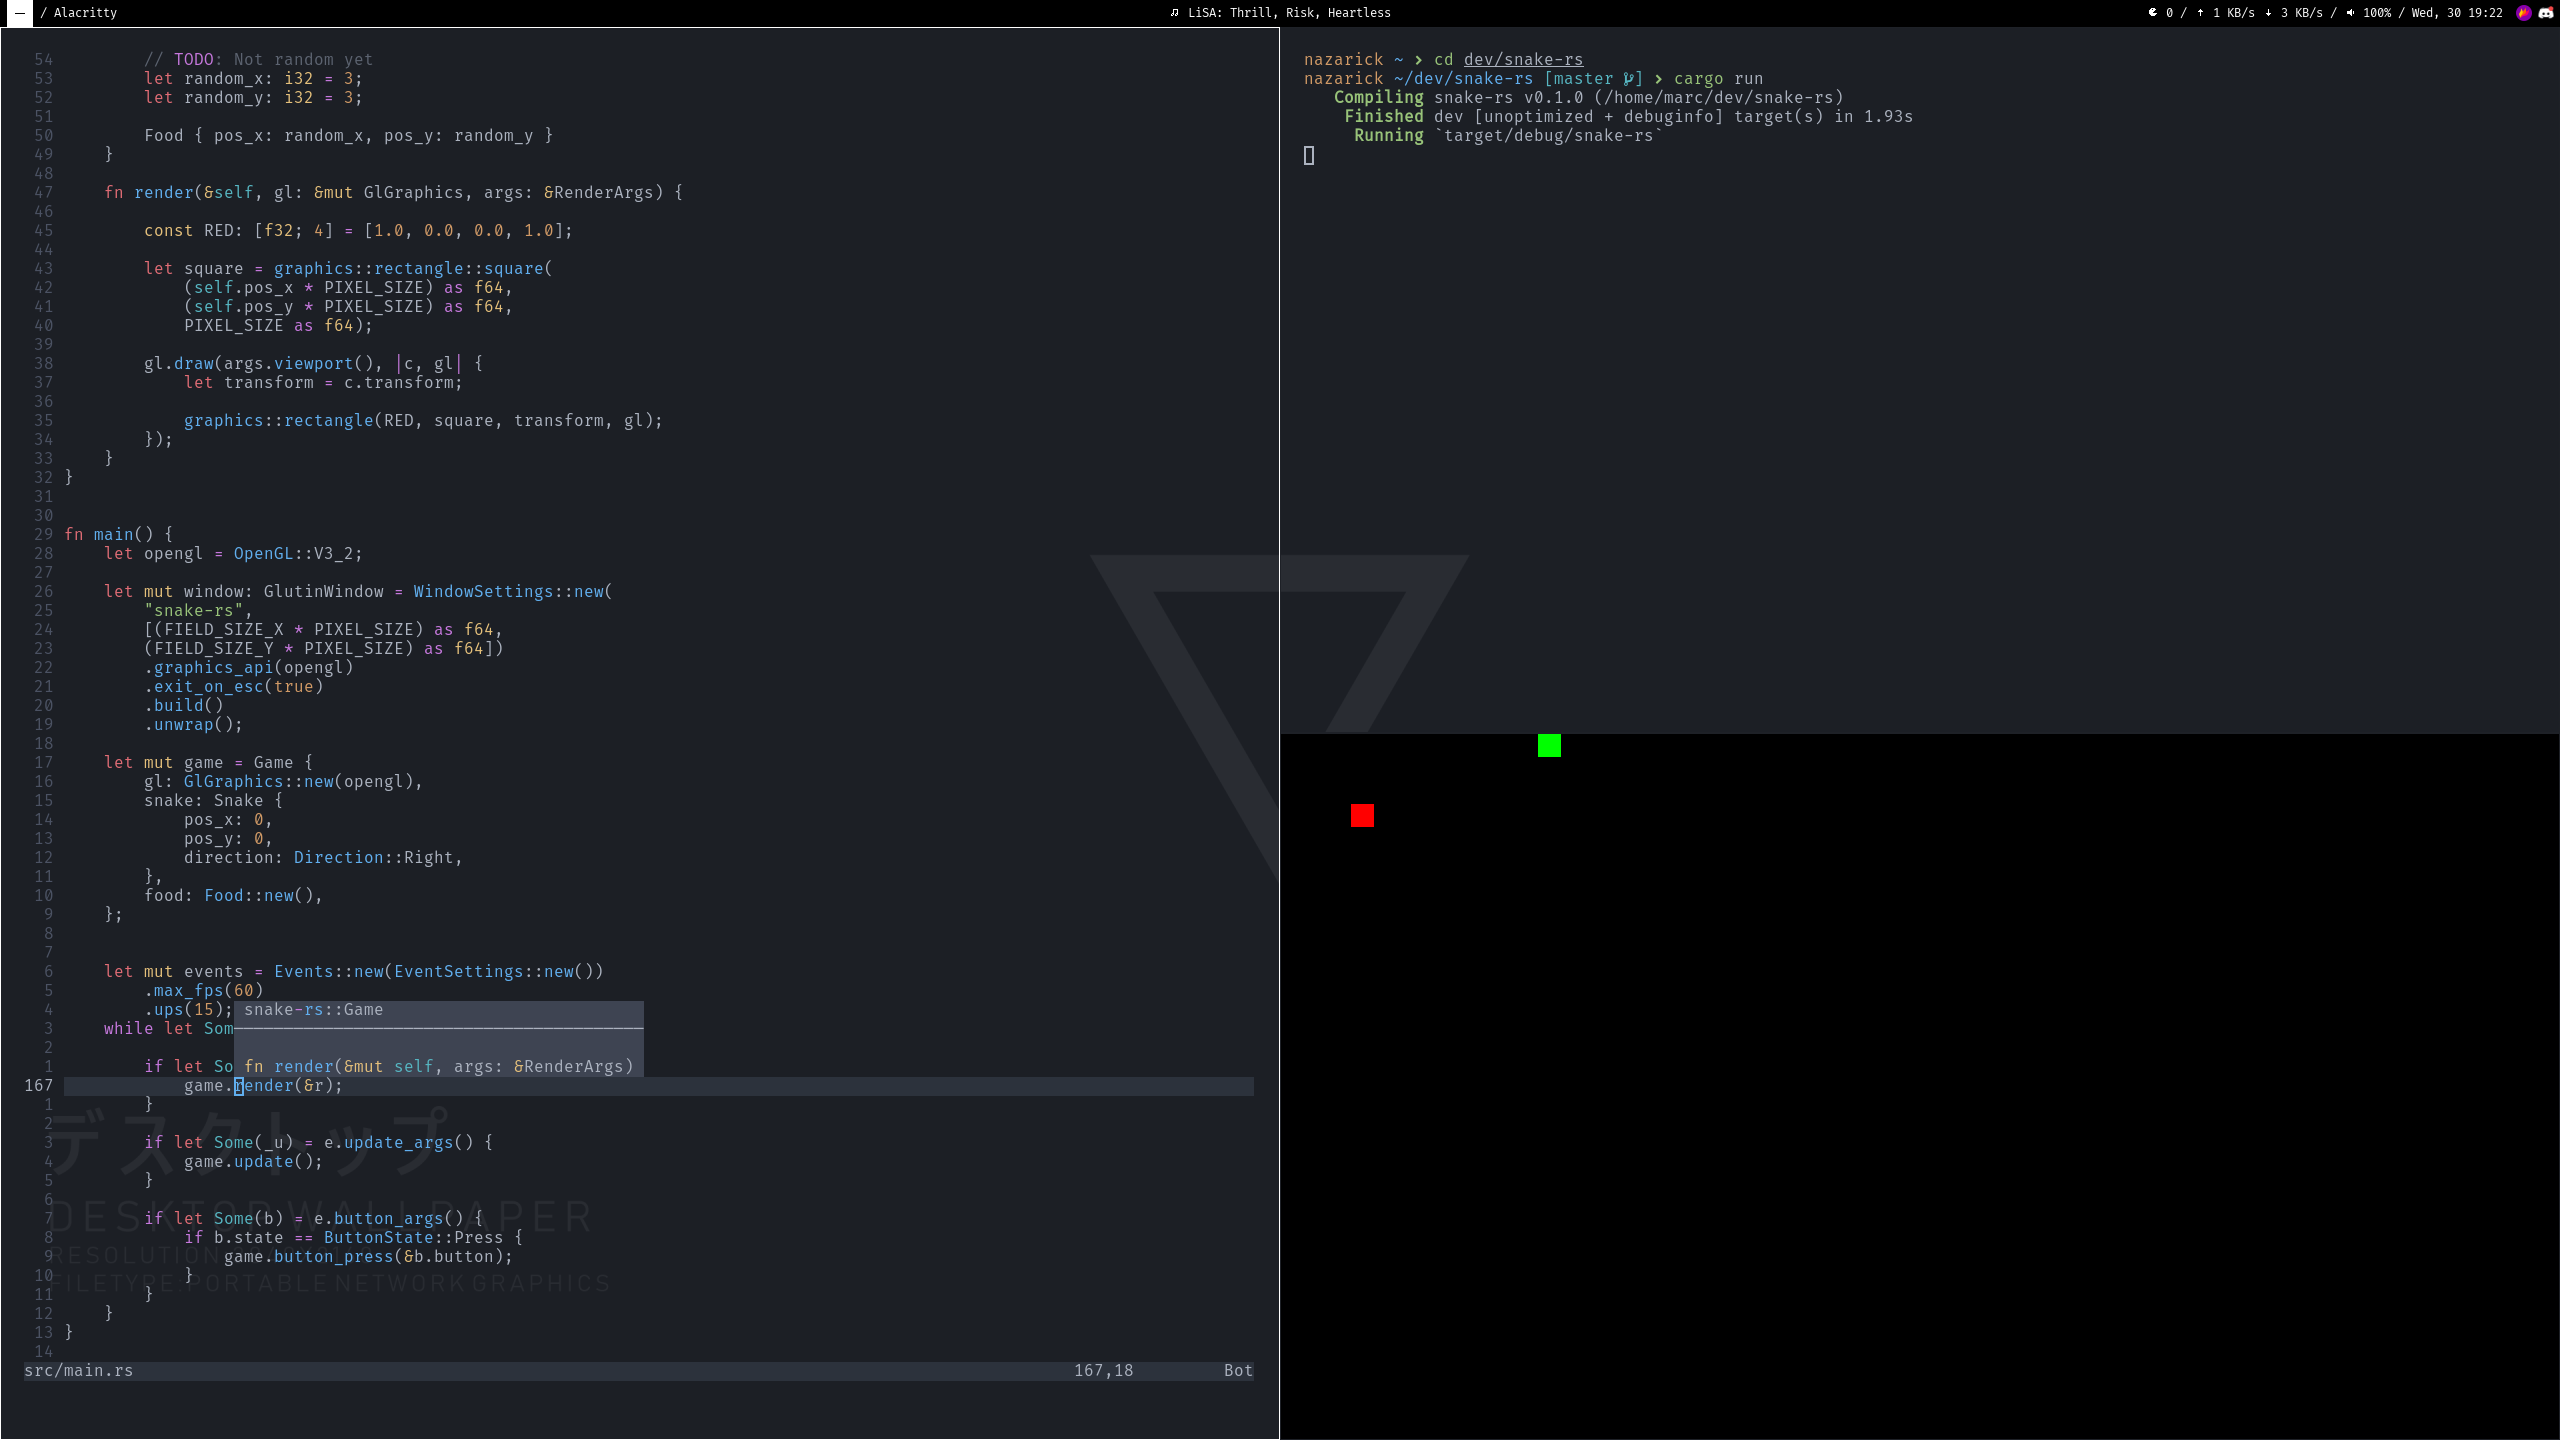 / Alacritty
LiSA: Thrill, Risk, Heartless
0 / ↑ 1 KB/s ↓ 3 KB/s / 100% / Wed, 30 19:22
54 // TODO: Not random yet
53 let random_x: i32 = 3;
52 let random_y: i32 = 3;
51
50 Food { pos_x: random_x, pos_y: random_y }
49 }
48
47 fn render(&self, gl: &mut GlGraphics, args: &RenderArgs) {
46
45 const RED: [f32; 4] = [1.0, 0.0, 0.0, 1.0];
44
43 let square = graphics::rectangle::square(
42 (self.pos_x * PIXEL_SIZE) as f64,
41 (self.pos_y * PIXEL_SIZE) as f64,
40 PIXEL_SIZE as f64);
39
38 gl.draw(args.viewport(), |c, gl| {
37 let transform = c.transform;
36
35 graphics::rectangle(RED, square, transform, gl);
34 });
33 }
32 }
31
30
29 fn main() {
28 let opengl = OpenGL::V3_2;
27
26 let mut window: GlutinWindow = WindowSettings::new(
25 "snake-rs",
24 [(FIELD_SIZE_X * PIXEL_SIZE) as f64,
23 (FIELD_SIZE_Y * PIXEL_SIZE) as f64])
22 .graphics_api(opengl)
21 .exit_on_esc(true)
20 .build()
19 .unwrap();
18
17 let mut game = Game {
16 gl: GlGraphics::new(opengl),
15 snake: Snake {
14 pos_x: 0,
13 pos_y: 0,
12 direction: Direction::Right,
11 },
10 food: Food::new(),
9 };
8
7
6 let mut events = Events::new(EventSettings::new())
5 .max_fps(60)
4 .ups(15); snake-rs::Game
3 while let Som
2
1 if let So fn render(&mut self, args: &RenderArgs)
167 game.render(&r);
1 }
2
3 if let Some(_u) = e.update_args() {
4 game.update();
5 }
6
7 if let Some(b) = e.button_args() {
8 if b.state == ButtonState::Press {
9 game.button_press(&b.button);
10 }
11 }
12 }
13 }
14
デスクトップ
DESKTOP WALLPAPER
RESOLUTION
FILETYPE:PORTABLE NETWORK GRAPHICS
src/main.rs 167,18 Bot
nazarick ~ › cd dev/snake-rs
nazarick ~/dev/snake-rs [master] › cargo run
Compiling snake-rs v0.1.0 (/home/marc/dev/snake-rs)
Finished dev [unoptimized + debuginfo] target(s) in 1.93s
Running `target/debug/snake-rs`